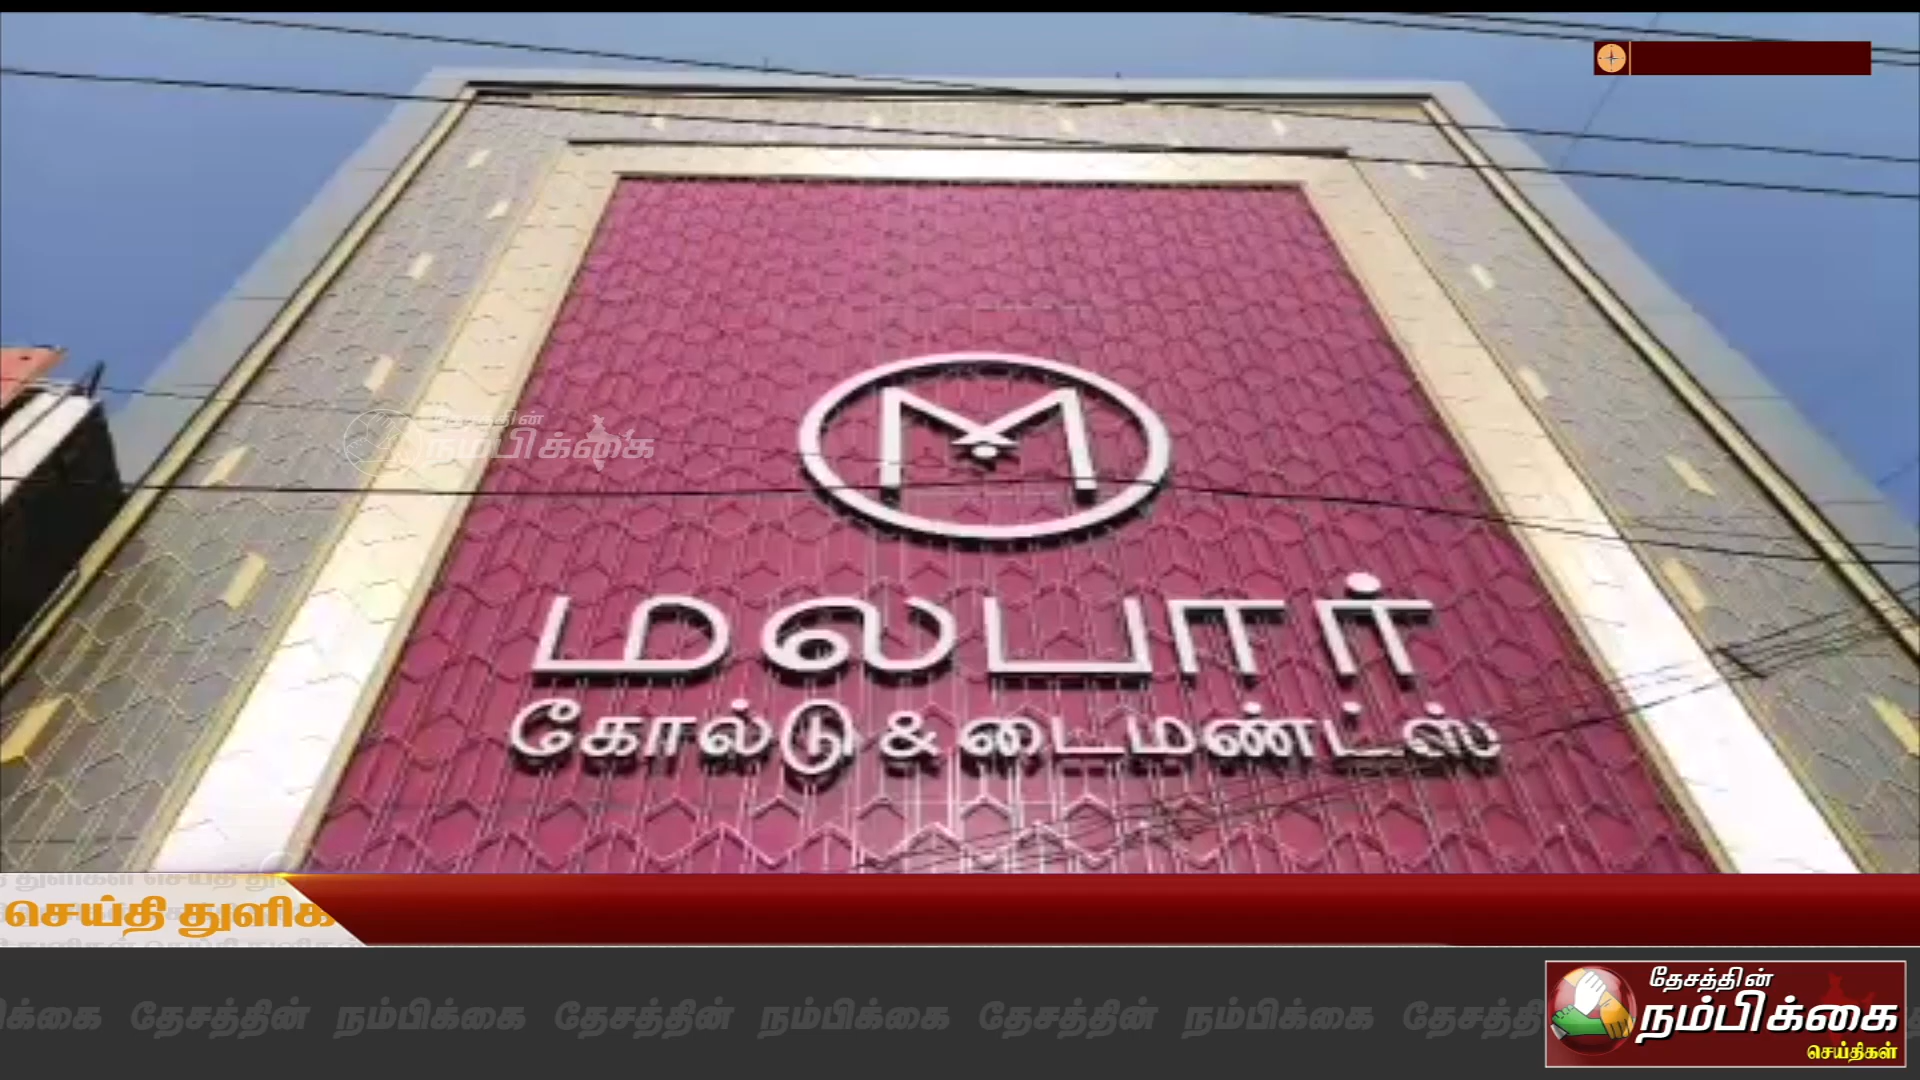 தேசத்தின்
நம்பிக்கை
M
மலபார்
கோல்டு & டைமண்ட்ஸ்
செய்தி துளிக
தேசத்தின் நம்பிக்கை தேசத்தின் நம்பிக்கை தேசத்தின் நம்பிக்கை
தேசத்தின்
நம்பிக்கை
செய்திகள்